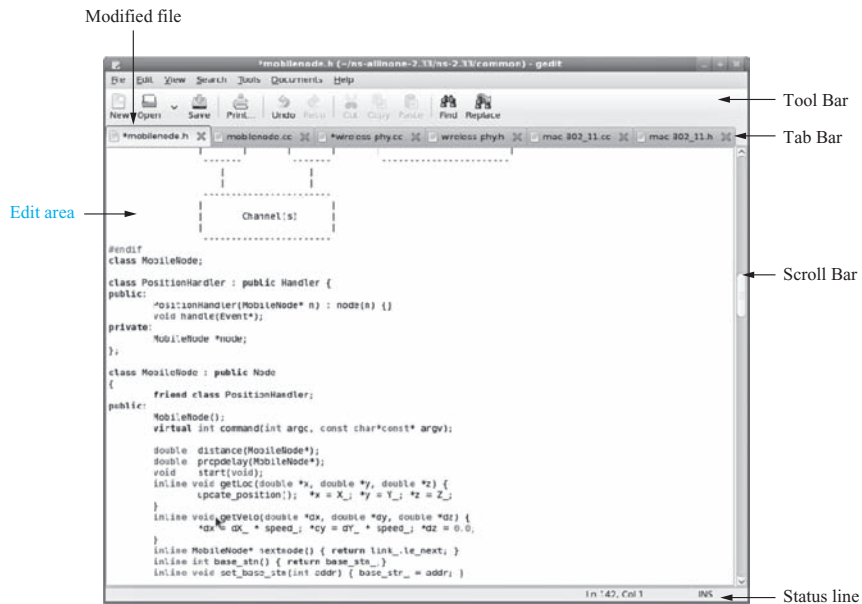 Modified file
*mobilenode.h (~/ns-allinone-2.33/ns-2.33/common) - gedit
File Edit View Search Tools Documents Help
New Open Save Print... Undo Redo Cut Copy Paste Find Replace
Tool Bar
*mobilenode.h mobilenode.cc *wireless phy.cc wireless phy.h mac 802_11.cc mac 802_11.h
Tab Bar
Edit area
Channel(s)
#endif
class MobileNode;
Scroll Bar
class PositionHandler : public Handler {
public:
PositionHandler(MobileNode* n) : node(n) {}
void handle(Event*);
private:
MobileNode *node;
};
class MobileNode : public Node
{
friend class PositionHandler;
public:
MobileNode();
virtual int command(int argc, const char*const* argv);
double distance(MobileNode*);
double propdelay(MobileNode*);
void start(void);
inline void getLoc(double *x, double *y, double *z) {
update_position(); *x = X_; *y = Y_; *z = Z_;
}
inline void getVelo(double *dx, double *dy, double *dz) {
*dx = dX_ * speed_; *dy = dY_ * speed_; *dz = 0.0;
}
inline MobileNode* nextnode() { return link_.le_next; }
inline int base_stn() { return base_stn_;}
inline void set_base_stn(int addr) { base_stn_ = addr; }
Ln 142, Col 1 INS
Status line